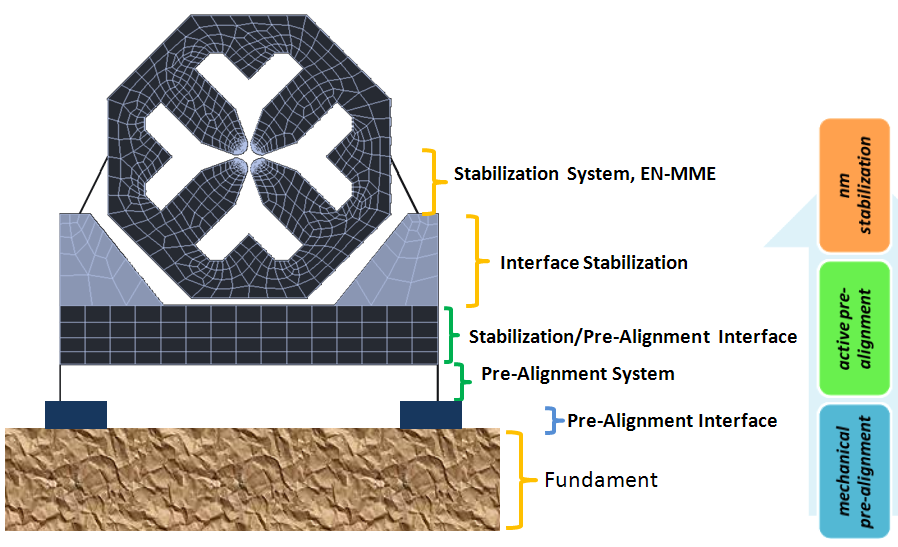 Stabilization System, EN-MME
Interface Stabilization
Stabilization/Pre-Alignment Interface
Pre-Alignment System
Pre-Alignment Interface
Fundament
nm
stabilization
active pre-
alignment
mechanical
pre-alignment